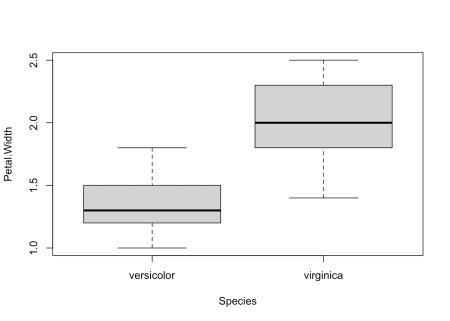 Petal.Width
2.5
2.0
1.5
1.0
versicolor virginica
Species